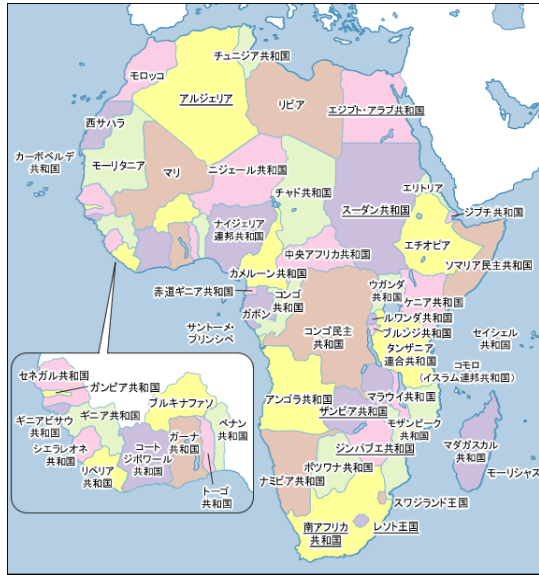 チュニジア共和国
モロッコ
アルジェリア
リビア
エジプト・アラブ共和国
西サハラ
カーボベルデ
共和国
モーリタニア
マリ
ニジェール共和国
チャド共和国
エリトリア
スーダン共和国
ジブチ共和国
ナイジェリア
連邦共和国
エチオピア
中央アフリカ共和国
ソマリア民主共和国
カメルーン共和国
赤道ギニア共和国
コンゴ
共和国
ウガンダ
共和国
ケニア共和国
ガボン
ルワンダ共和国
サントーメ・
プリンシペ
コンゴ民主
共和国
ブルンジ共和国
セイシェル
共和国
タンザニア
連合共和国
コモロ
(イスラム連邦共和国)
アンゴラ共和国
マラウイ共和国
ザンビア共和国
モザンビーク
共和国
マダガスカル
共和国
ジンバブエ共和国
モーリシャス
ボツワナ共和国
ナミビア共和国
スワジランド王国
南アフリカ
共和国
レソト王国
セネガル共和国
ガンビア共和国
ブルキナファソ
ギニアビサウ
共和国
ギニア共和国
ベナン
共和国
シエラレオネ
共和国
コート
ジボワール
共和国
ガーナ
共和国
リベリア
共和国
トーゴ
共和国